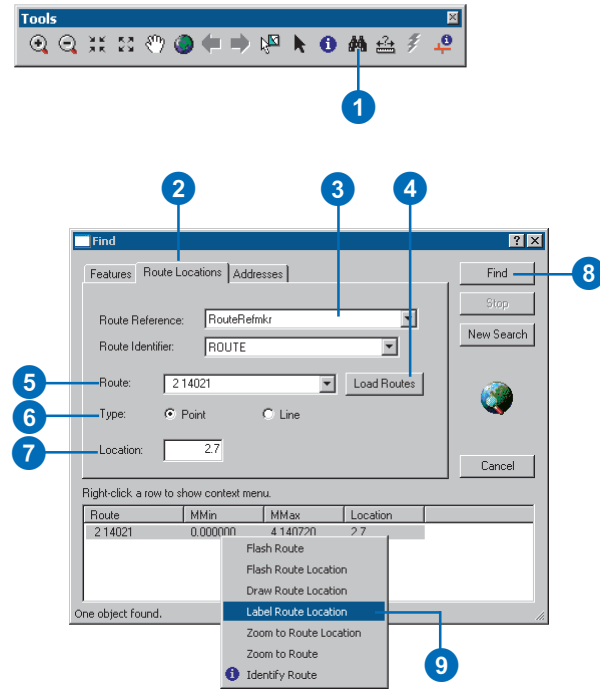 Tools
1
2
3
4
Find
Features
Route Locations
Addresses
Find
8
Stop
Route Reference:
RouteRefmkr
New Search
Route Identifier:
ROUTE
5
Route:
2 14021
Load Routes
6
Type:
Point
Line
7
Location:
2.7
Cancel
Right-click a row to show context menu.
Route
MMin
MMax
Location
2 14021
0.000000
4.140720
2.7
Flash Route
Flash Route Location
Draw Route Location
Label Route Location
Zoom to Route Location
Zoom to Route
Identify Route
One object found.
9